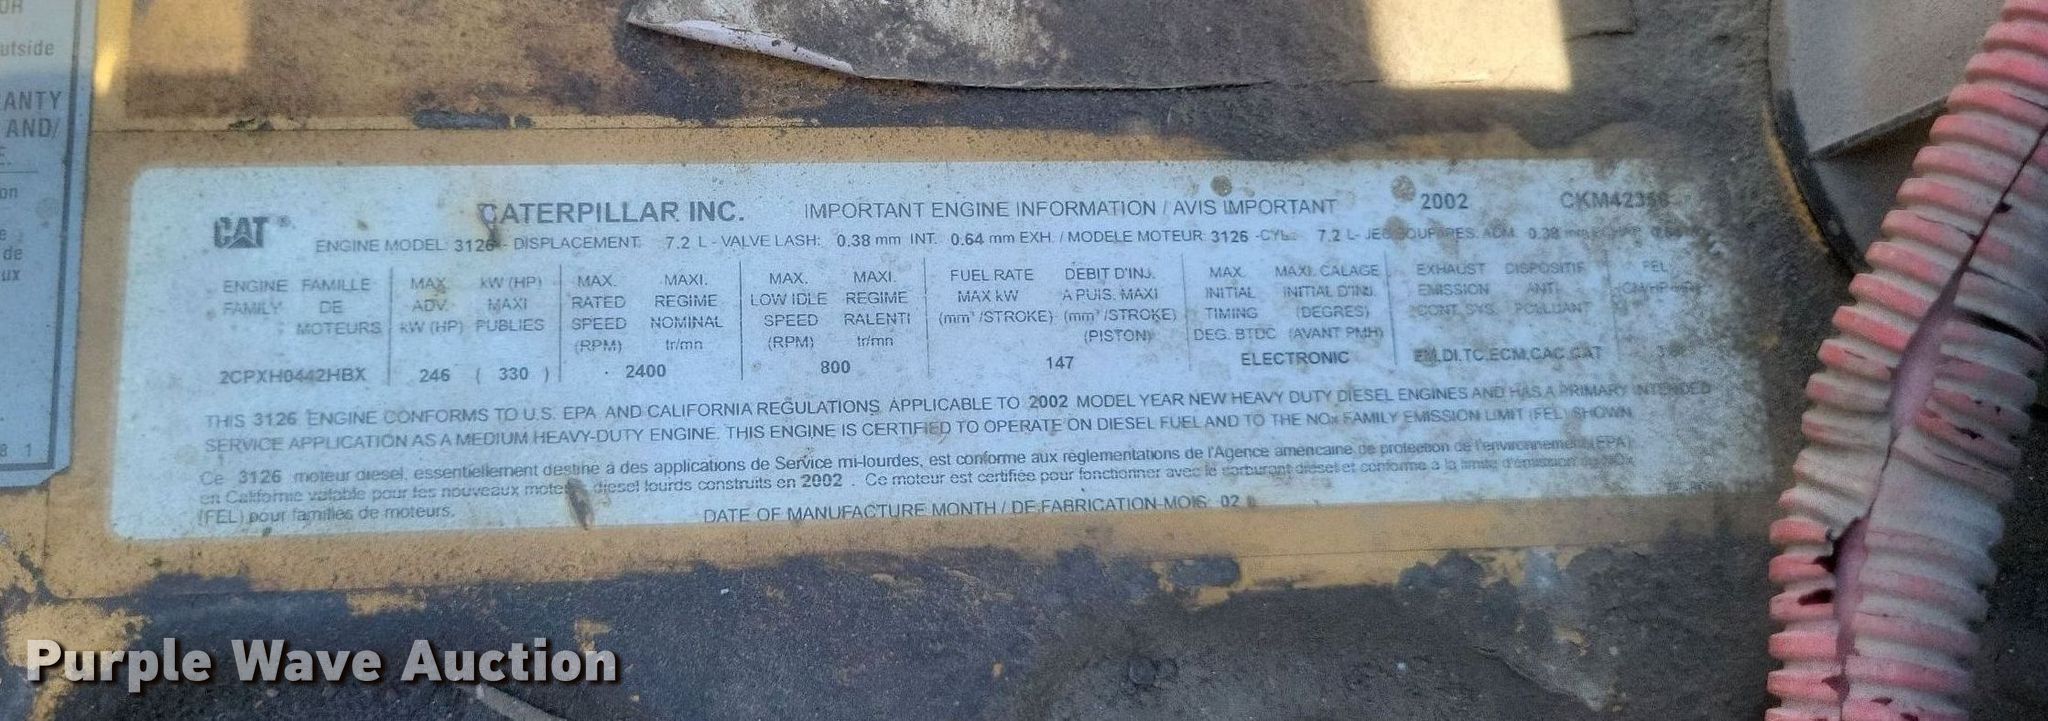 utside
ANTY
AND/
E.
on
e
de
ux
8 1
CAT ® CATERPILLAR INC. IMPORTANT ENGINE INFORMATION / AVIS IMPORTANT 2002
ENGINE MODEL: 3126 - DISPLACEMENT: 7.2 L - VALVE LASH: 0.38 mm INT. 0.64 mm EXH. / MODELE MOTEUR 3126 -CYL: 7.2 L-
ENGINE FAMILLE MAX. kW (HP) MAX. MAXI. MAX. MAXI. FUEL RATE DEBIT D'INJ. MAX. MAXI. CALAGE EXHAUST DISPOSITIF FEL
FAMILY DE ADV. MAXI RATED REGIME LOW IDLE REGIME MAX kW A PUIS. MAXI INITIAL INITIAL D'INJ. EMISSION ANTI-
MOTEURS kW (HP) PUBLIES SPEED NOMINAL SPEED RALENTI (mm³ /STROKE) (mm³ /STROKE) TIMING (DEGRES) CONT. SYS. POLLUANT
(RPM) tr/mn (RPM) tr/mn (PISTON) DEG. BTDC (AVANT PMH)
2CPXH0442HBX 246 ( 330 ) 2400 800 147 ELECTRONIC EM,DI,TC,ECM,CAC,CAT
THIS 3126 ENGINE CONFORMS TO U.S. EPA AND CALIFORNIA REGULATIONS APPLICABLE TO 2002 MODEL YEAR NEW HEAVY DUTY DIESEL ENGINES AND HAS A PRIMARY INTENDED
SERVICE APPLICATION AS A MEDIUM HEAVY-DUTY ENGINE. THIS ENGINE IS CERTIFIED TO OPERATE ON DIESEL FUEL AND TO THE NOx FAMILY EMISSION LIMIT (FEL) SHOWN
Ce 3126 moteur diesel, essentiellement destiné à des applications de Service mi-lourdes, est conforme aux réglementations de l'Agence américaine de protection de l'environnement (EPA)
en Californie valable pour les nouveaux moteurs diesel lourds construits en 2002 . Ce moteur est certifiée pour fonctionner avec le carburant diesel et conforme a la limite d'émission de NOx
(FEL) pour familles de moteurs.
DATE OF MANUFACTURE MONTH / DE FABRICATION-MOIS: 02
Purple Wave Auction